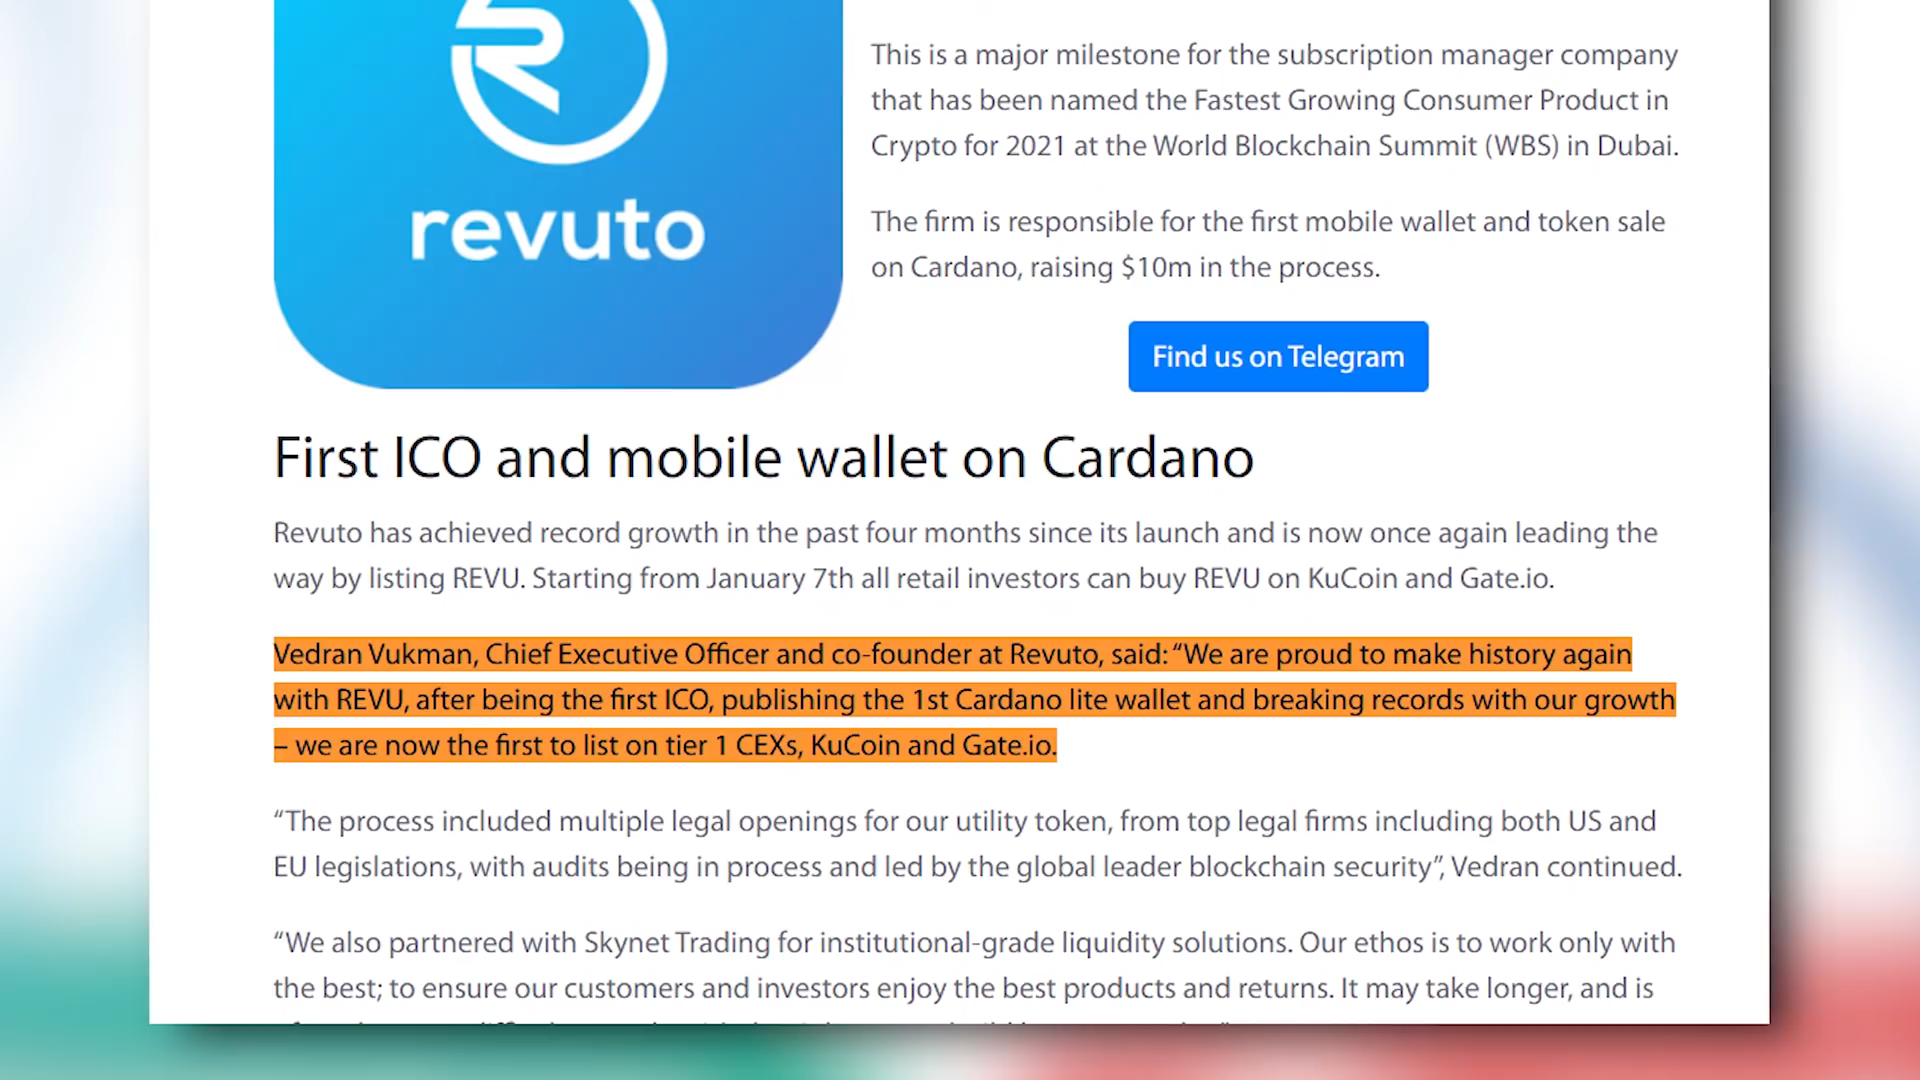 revuto
This is a major milestone for the subscription manager company
that has been named the Fastest Growing Consumer Product in
Crypto for 2021 at the World Blockchain Summit (WBS) in Dubai.
The firm is responsible for the first mobile wallet and token sale
on Cardano, raising $10m in the process.
Find us on Telegram
First ICO and mobile wallet on Cardano
Revuto has achieved record growth in the past four months since its launch and is now once again leading the
way by listing REVU. Starting from January 7th all retail investors can buy REVU on KuCoin and Gate.io.
Vedran Vukman, Chief Executive Officer and co-founder at Revuto, said: “We are proud to make history again
with REVU, after being the first ICO, publishing the 1st Cardano lite wallet and breaking records with our growth
– we are now the first to list on tier 1 CEXs, KuCoin and Gate.io.
“The process included multiple legal openings for our utility token, from top legal firms including both US and
EU legislations, with audits being in process and led by the global leader blockchain security”, Vedran continued.
“We also partnered with Skynet Trading for institutional-grade liquidity solutions. Our ethos is to work only with
the best; to ensure our customers and investors enjoy the best products and returns. It may take longer, and is